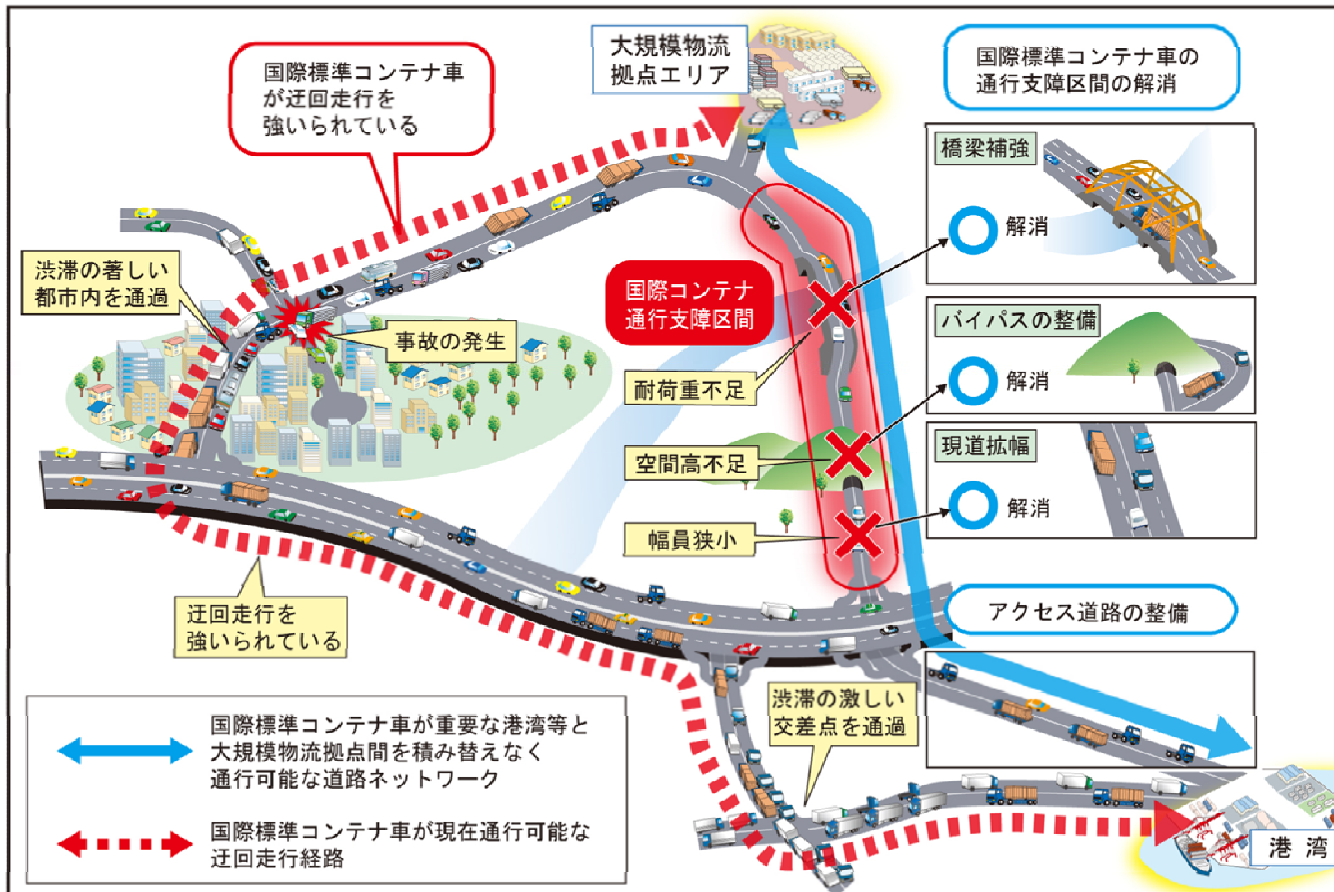 国際標準コンテナ車
が迂回走行を
強いられている
大規模物流
拠点エリア
国際標準コンテナ車の
通行支障区間の解消
橋梁補強
解消
渋滞の著しい
都市内を通過
事故の発生
国際コンテナ
通行支障区間
耐荷重不足
バイパスの整備
解消
空間高不足
現道拡幅
解消
幅員狭小
迂回走行を
強いられている
アクセス道路の整備
渋滞の激しい
交差点を通過
国際標準コンテナ車が重要な港湾等と
大規模物流拠点間を積み替えなく
通行可能な道路ネットワーク
国際標準コンテナ車が現在通行可能な
迂回走行経路
港湾